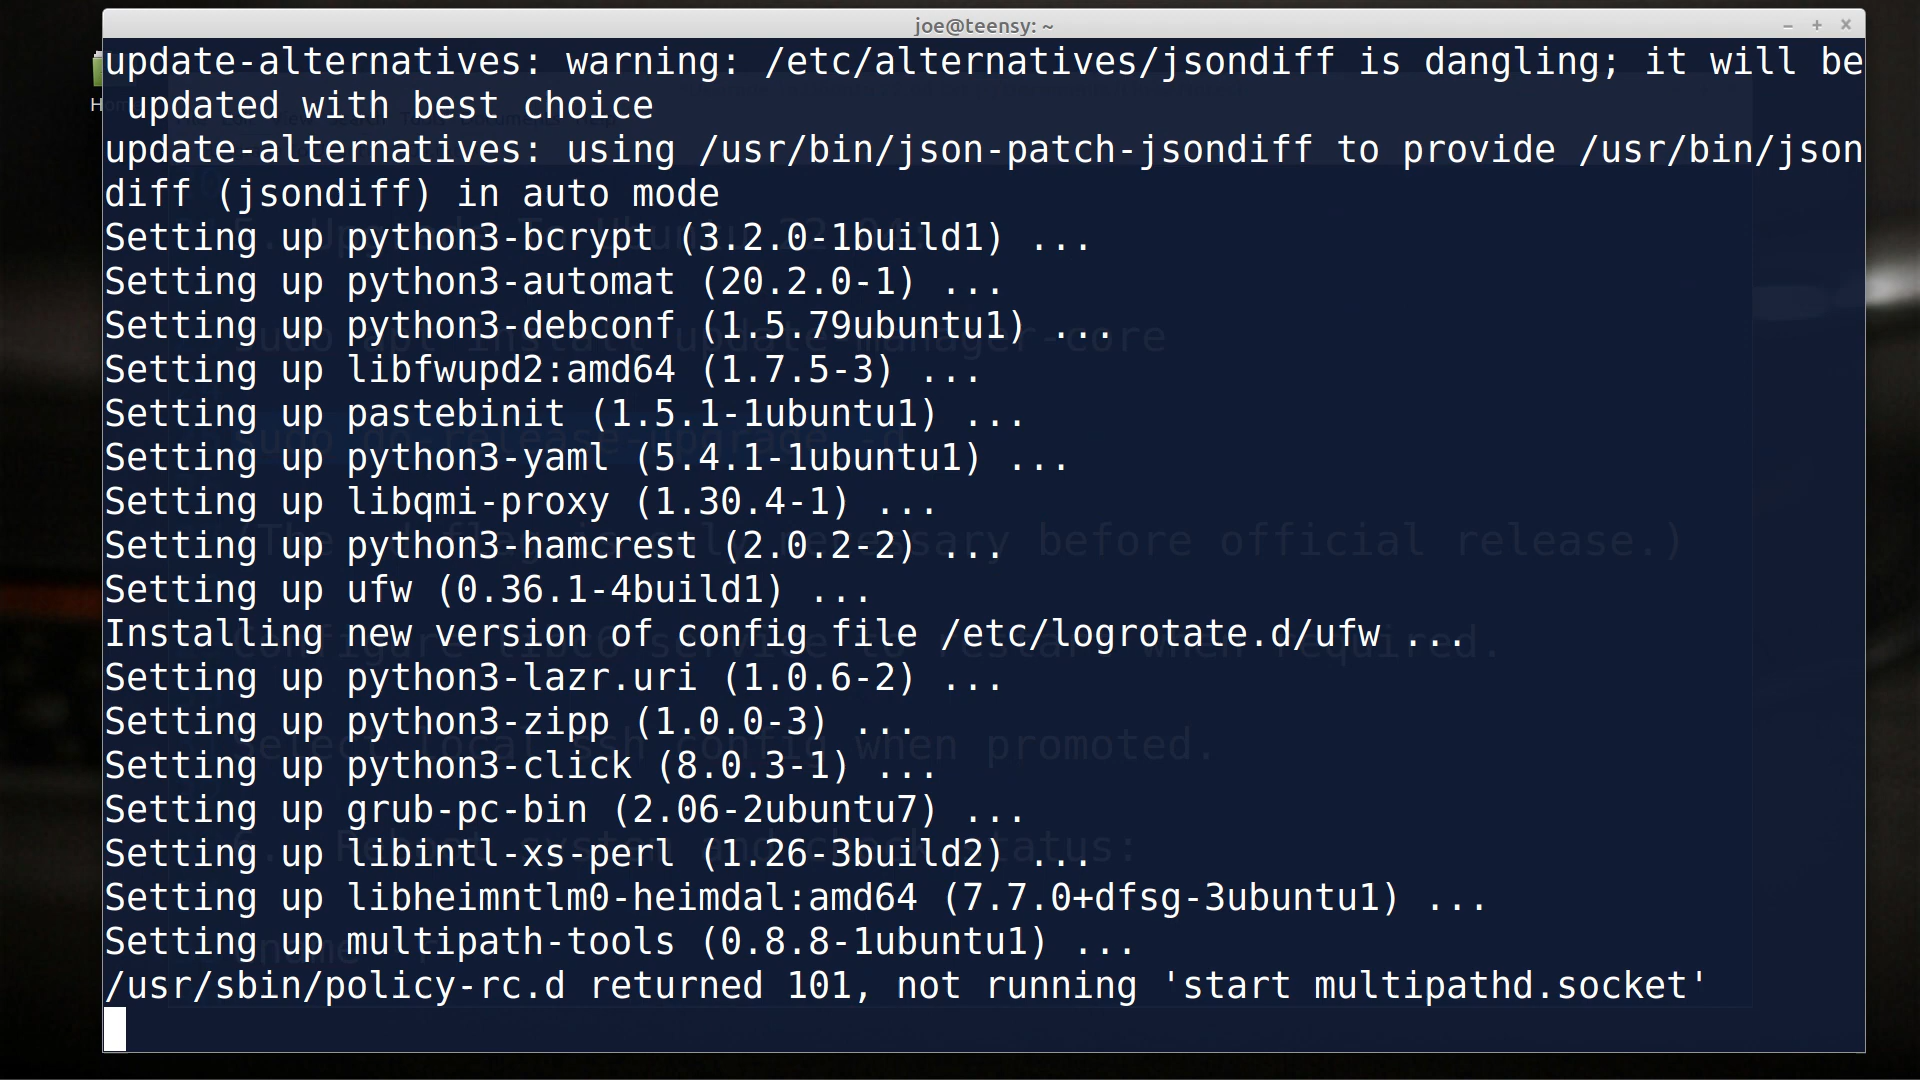 joe@teensy: ~
update-alternatives: warning: /etc/alternatives/jsondiff is dangling; it will be
updated with best choice
update-alternatives: using /usr/bin/json-patch-jsondiff to provide /usr/bin/json
diff (jsondiff) in auto mode
Setting up python3-bcrypt (3.2.0-1build1) ...
Setting up python3-automat (20.2.0-1) ...
Setting up python3-debconf (1.5.79ubuntu1) ...
Setting up libfwupd2:amd64 (1.7.5-3) ...
Setting up pastebinit (1.5.1-1ubuntu1) ...
Setting up python3-yaml (5.4.1-1ubuntu1) ...
Setting up libqmi-proxy (1.30.4-1) ...
Setting up python3-hamcrest (2.0.2-2) ...
Setting up ufw (0.36.1-4build1) ...
Installing new version of config file /etc/logrotate.d/ufw ...
Setting up python3-lazr.uri (1.0.6-2) ...
Setting up python3-zipp (1.0.0-3) ...
Setting up python3-click (8.0.3-1) ...
Setting up grub-pc-bin (2.06-2ubuntu7) ...
Setting up libintl-xs-perl (1.26-3build2) ...
Setting up libheimntlm0-heimdal:amd64 (7.7.0+dfsg-3ubuntu1) ...
Setting up multipath-tools (0.8.8-1ubuntu1) ...
/usr/sbin/policy-rc.d returned 101, not running 'start multipathd.socket'